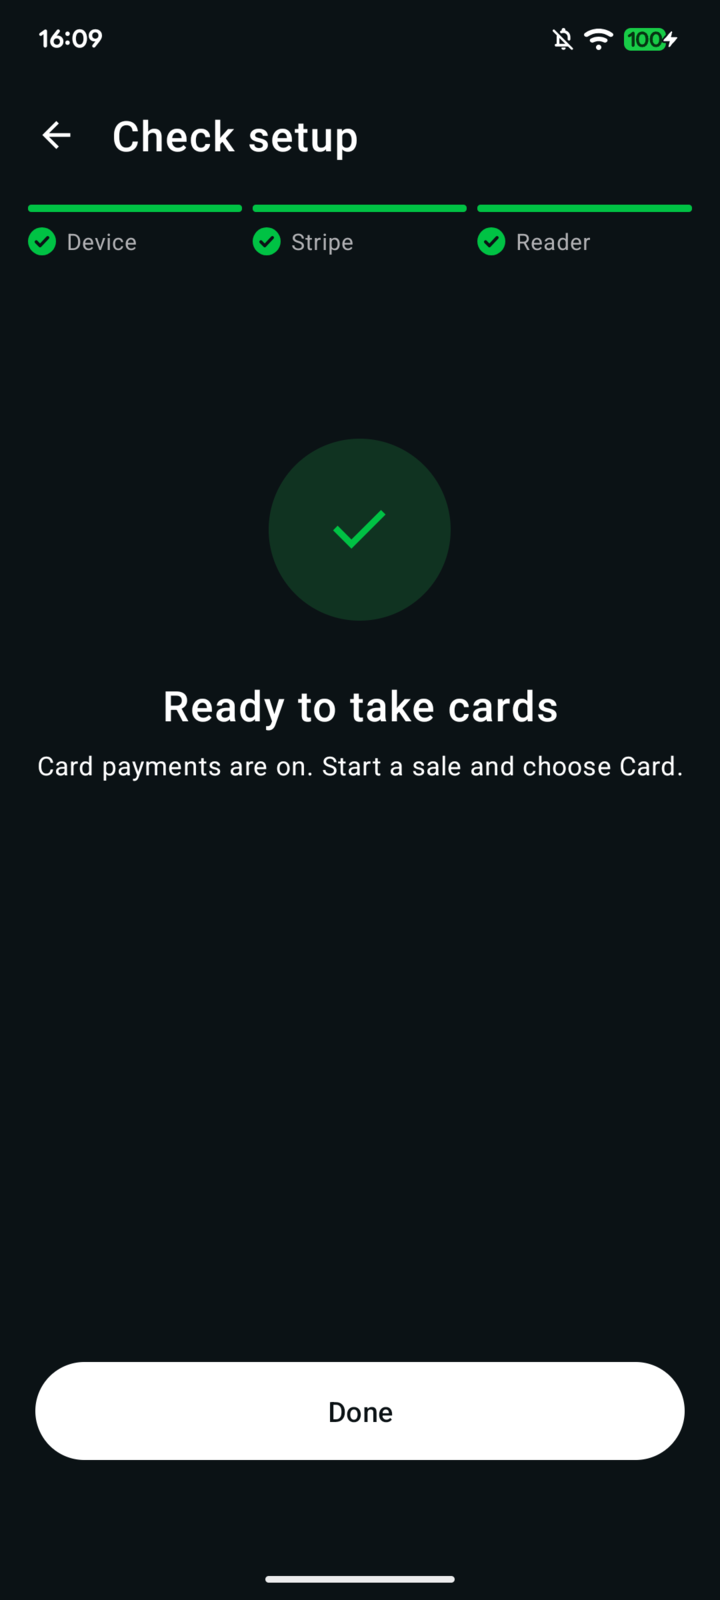 16:09
100
Check setup
Device
Stripe
Reader
Ready to take cards
Card payments are on. Start a sale and choose Card.
Done